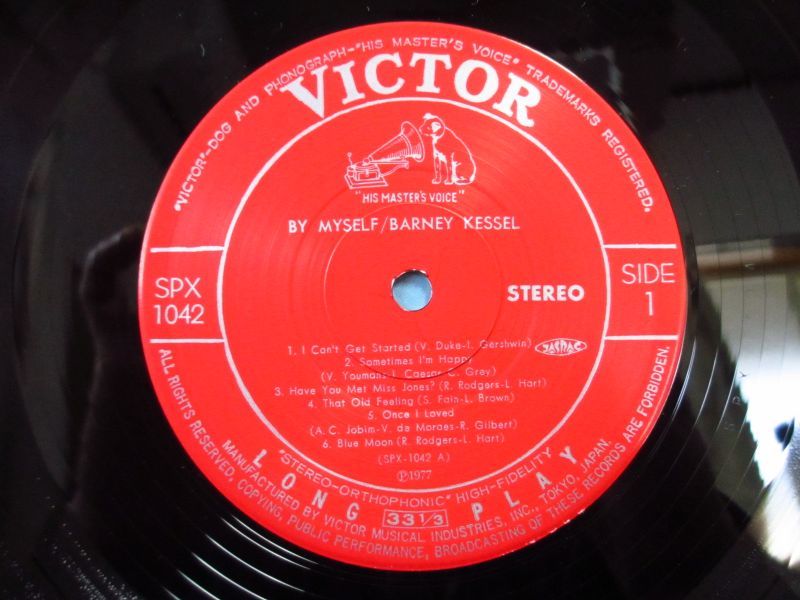 "VICTOR"-DOG AND PHONOGRAPH-"HIS MASTER'S VOICE" TRADEMARKS REGISTERED.
VICTOR
"HIS MASTER'S VOICE"
BY MYSELF/BARNEY KESSEL
SPX
1042
STEREO
SIDE
1
1. I Can't Get Started (V. Duke-I. Gershwin)
JASRAC
2. Sometimes I'm Happy
(V. Youmans-I. Caesar-C. Grey)
3. Have You Met Miss Jones? (R. Rodgers-L. Hart)
4. That Old Feeling (S. Fain-L. Brown)
5. Once I Loved
(A.C. Jobim-V. de Moraes-R. Gilbert)
6. Blue Moon (R. Rodgers-L. Hart)
(SPX-1042 A)
Ⓟ1977
"STEREO-ORTHOPHONIC" HIGH-FIDELITY
LONG 33 1/3 PLAY
MANUFACTURED BY VICTOR MUSICAL INDUSTRIES, INC., TOKYO, JAPAN.
ALL RIGHTS RESERVED, COPYING, PUBLIC PERFORMANCE, BROADCASTING OF THESE RECORDS ARE FORBIDDEN.